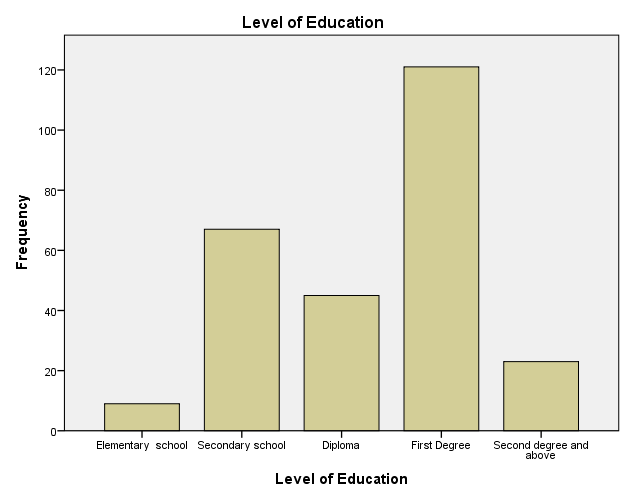 Level of Education
Frequency
120
100
80
60
40
20
0
Elementary school
Secondary school
Diploma
First Degree
Second degree and
above
Level of Education